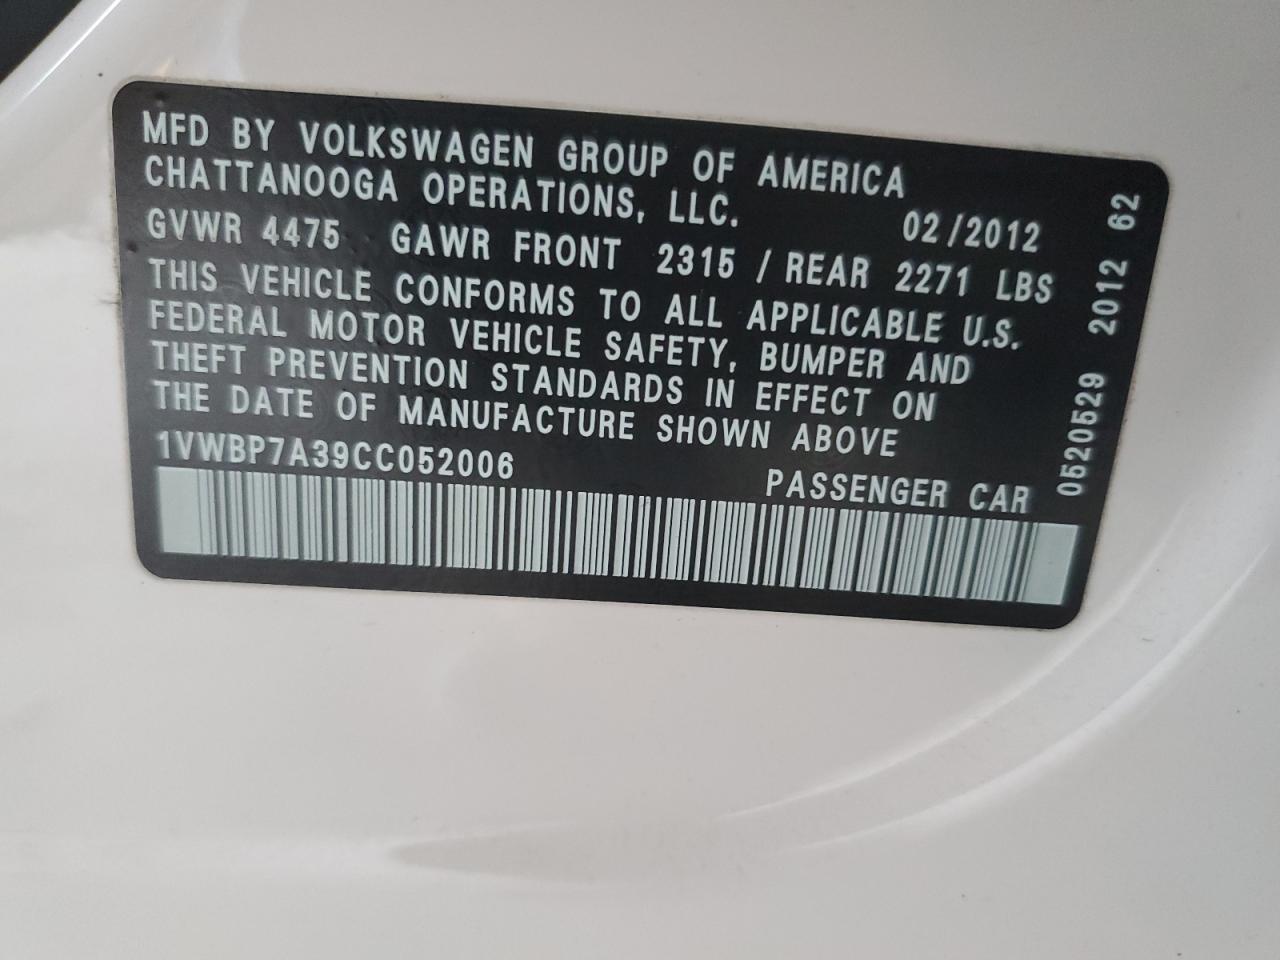 MFD BY VOLKSWAGEN GROUP OF AMERICA
CHATTANOOGA OPERATIONS, LLC. 02/2012
GVWR 4475 GAWR FRONT 2315 / REAR 2271 LBS
THIS VEHICLE CONFORMS TO ALL APPLICABLE U.S.
FEDERAL MOTOR VEHICLE SAFETY, BUMPER AND
THEFT PREVENTION STANDARDS IN EFFECT ON
THE DATE OF MANUFACTURE SHOWN ABOVE
1VWBP7A39CC052006 PASSENGER CAR
0520529 2012 62